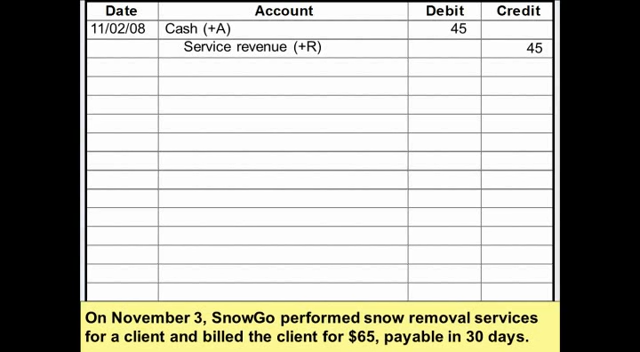 Date Account Debit Credit
11/02/08 Cash (+A) 45
Service revenue (+R) 45
On November 3, SnowGo performed snow removal services
for a client and billed the client for $65, payable in 30 days.